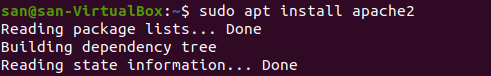 san@san-VirtualBox:~$ sudo apt install apache2
Reading package lists... Done
Building dependency tree
Reading state information... Done